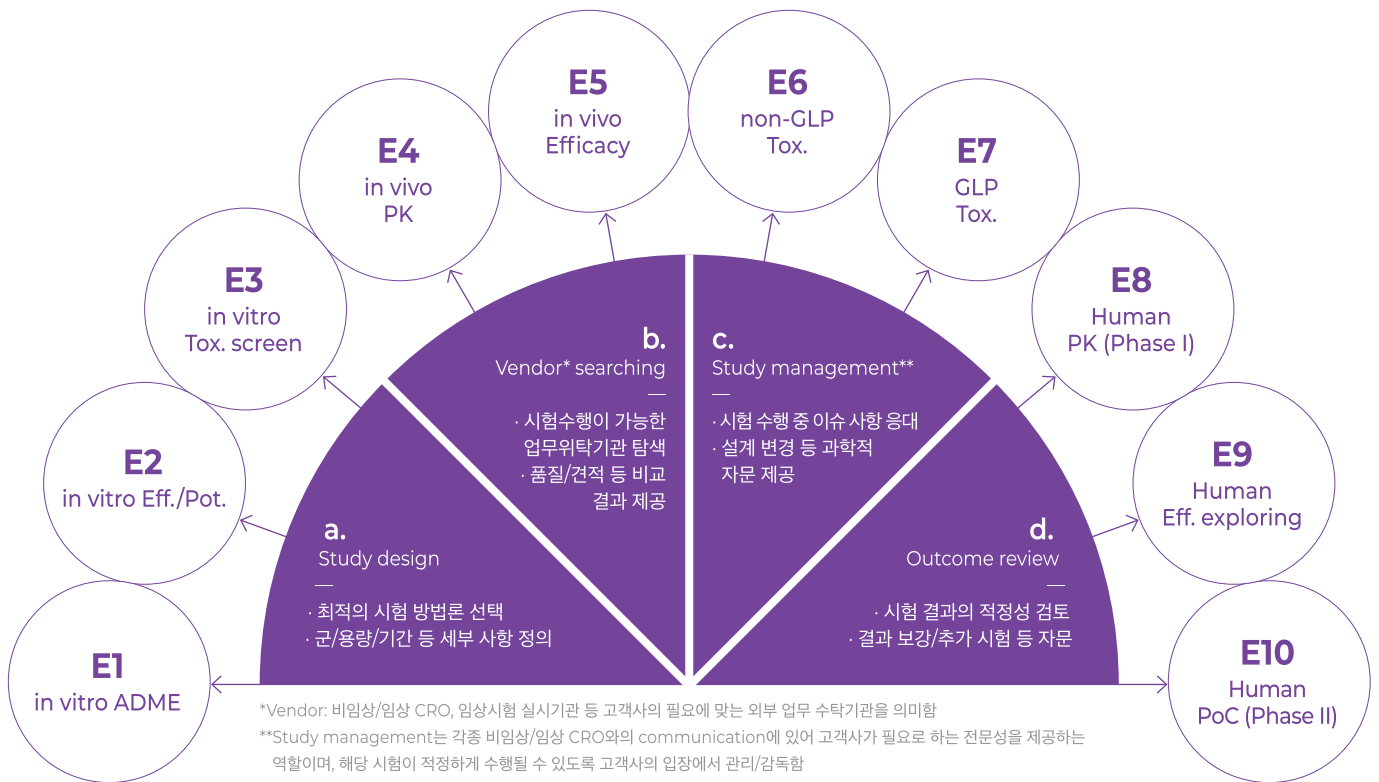 E1
in vitro ADME
E2
in vitro Eff./Pot.
E3
in vitro
Tox. screen
E4
in vivo
PK
E5
in vivo
Efficacy
E6
non-GLP
Tox.
E7
GLP
Tox.
E8
Human
PK (Phase I)
E9
Human
Eff. exploring
E10
Human
PoC (Phase II)
a.
Study design
· 최적의 시험 방법론 선택
· 군/용량/기간 등 세부 사항 정의
b.
Vendor* searching
· 시험수행이 가능한
업무위탁기관 탐색
· 품질/견적 등 비교
결과 제공
c.
Study management**
· 시험 수행 중 이슈 사항 응대
· 설계 변경 등 과학적
자문 제공
d.
Outcome review
· 시험 결과의 적정성 검토
· 결과 보강/추가 시험 등 자문
*Vendor: 비임상/임상 CRO, 임상시험 실시기관 등 고객사의 필요에 맞는 외부 업무 수탁기관을 의미함
**Study management는 각종 비임상/임상 CRO와의 communication에 있어 고객사가 필요로 하는 전문성을 제공하는
역할이며, 해당 시험이 적정하게 수행될 수 있도록 고객사의 입장에서 관리/감독함